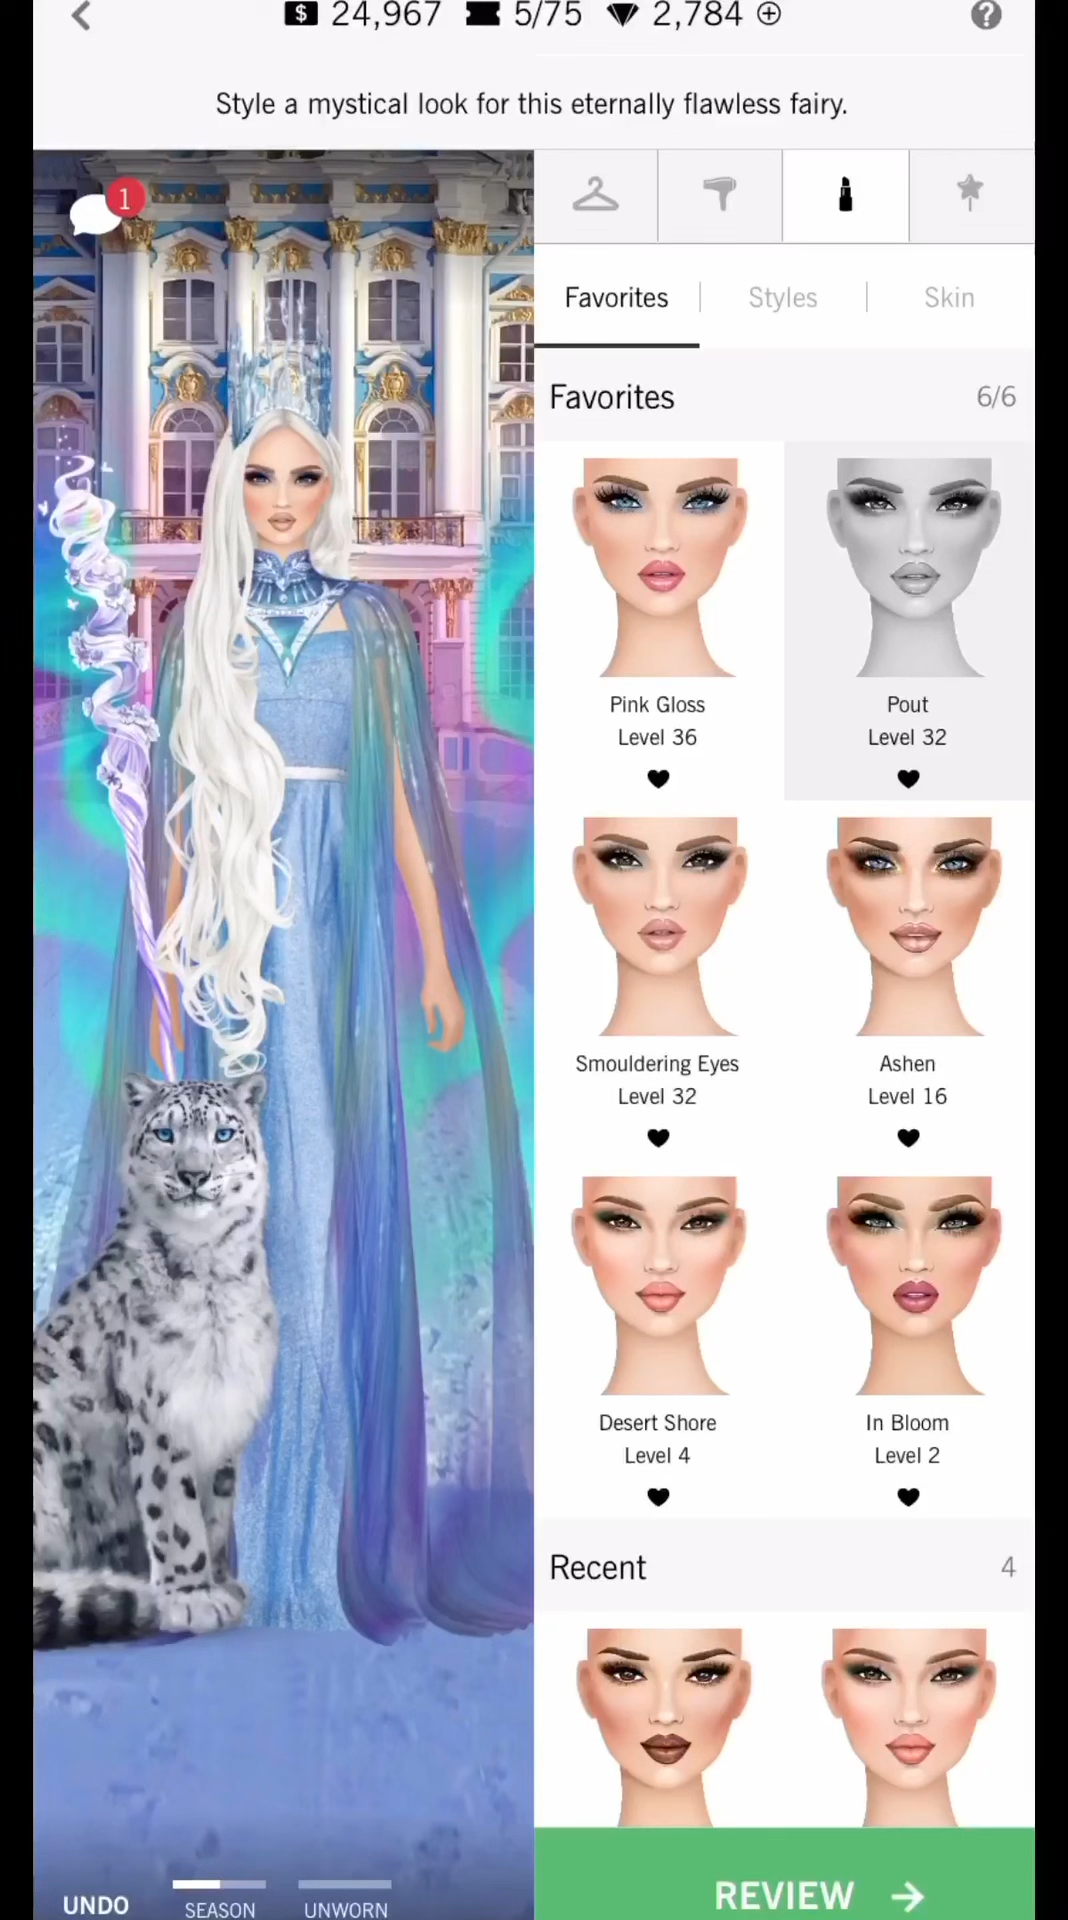 $ 24,967 5/75 2,784
Style a mystical look for this eternally flawless fairy.
1
Favorites Styles Skin
Favorites 6/6
Pink Gloss
Level 36
Pout
Level 32
Smouldering Eyes
Level 32
Ashen
Level 16
Desert Shore
Level 4
In Bloom
Level 2
Recent 4
UNDO SEASON UNWORN
REVIEW →